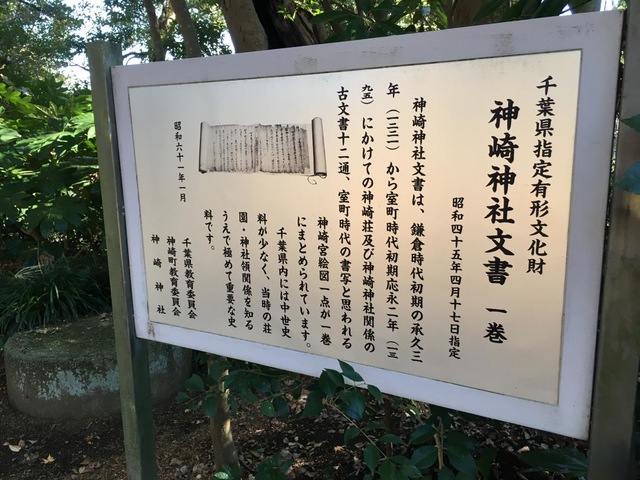 千葉県指定有形文化財
神崎神社文書 一巻
昭和四十五年四月十七日指定
神崎神社文書は、鎌倉時代初期の承久三
年（一二二一）から室町時代初期応永二年（一三
九五）にかけての神崎荘及び神崎神社関係の
古文書十二通、室町時代の書写と思われる
神崎宮絵図一点が一巻
にまとめられています。
千葉県内には中世史
料が少なく、当時の荘
園・神社領関係を知る
うえで極めて重要な史
料です。
昭和六十一年一月
千葉県教育委員会
神崎町教育委員会
神崎神社